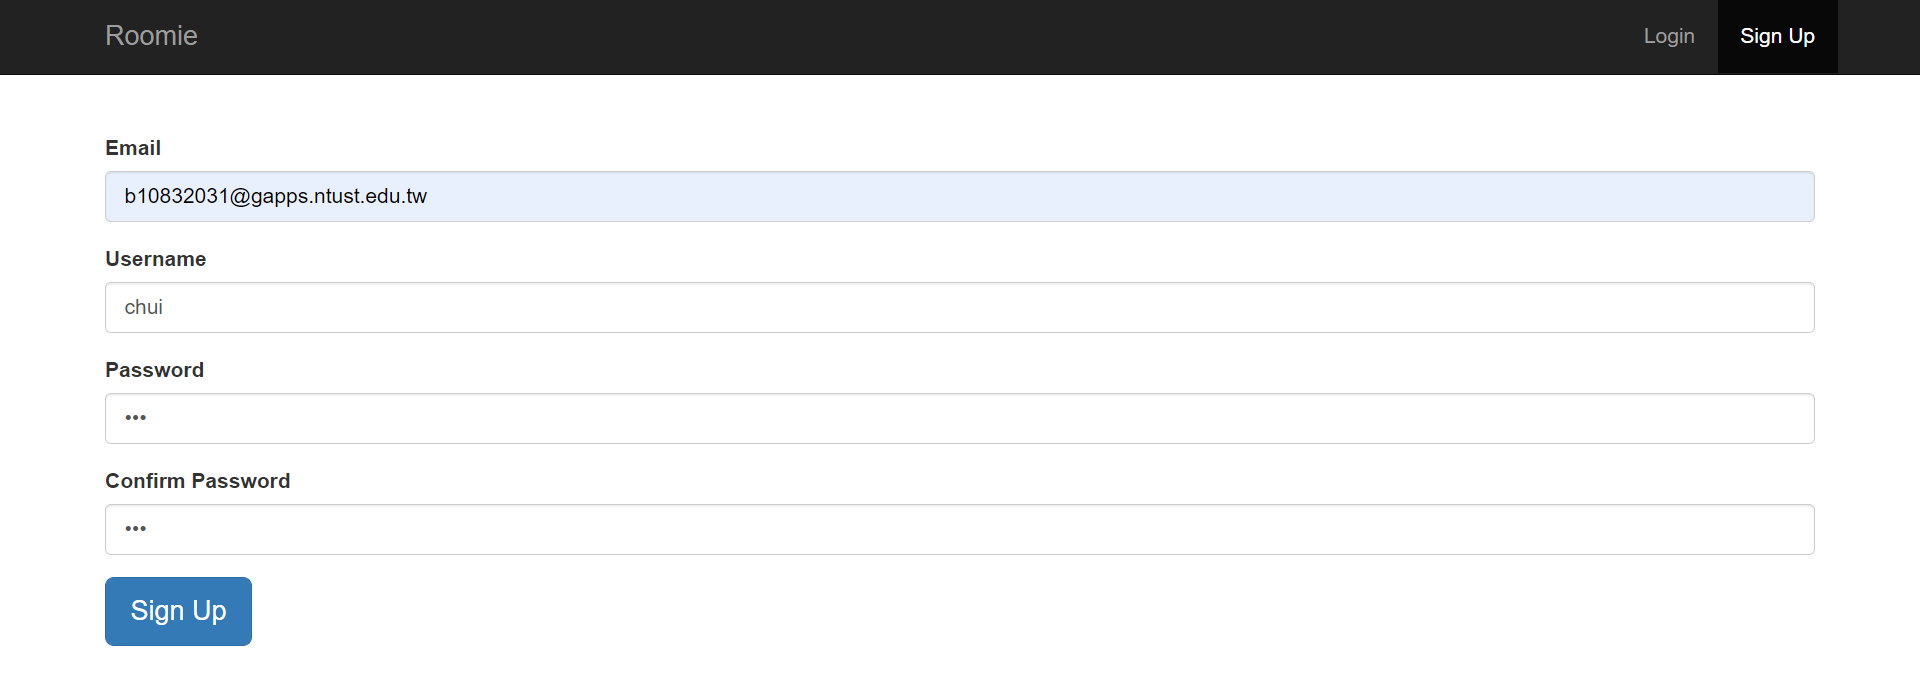 Roomie Login Sign Up
Email
b10832031@gapps.ntust.edu.tw
Username
chui
Password
•••
Confirm Password
•••
Sign Up